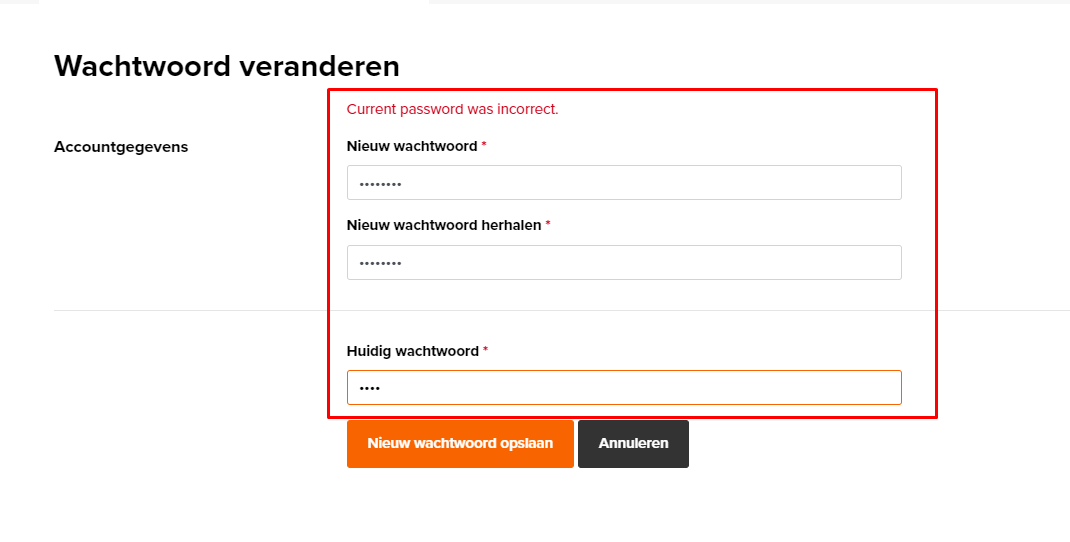 Wachtwoord veranderen
Current password was incorrect.
Accountgegevens
Nieuw wachtwoord *
••••••••
Nieuw wachtwoord herhalen *
••••••••
Huidig wachtwoord *
••••
Nieuw wachtwoord opslaan
Annuleren